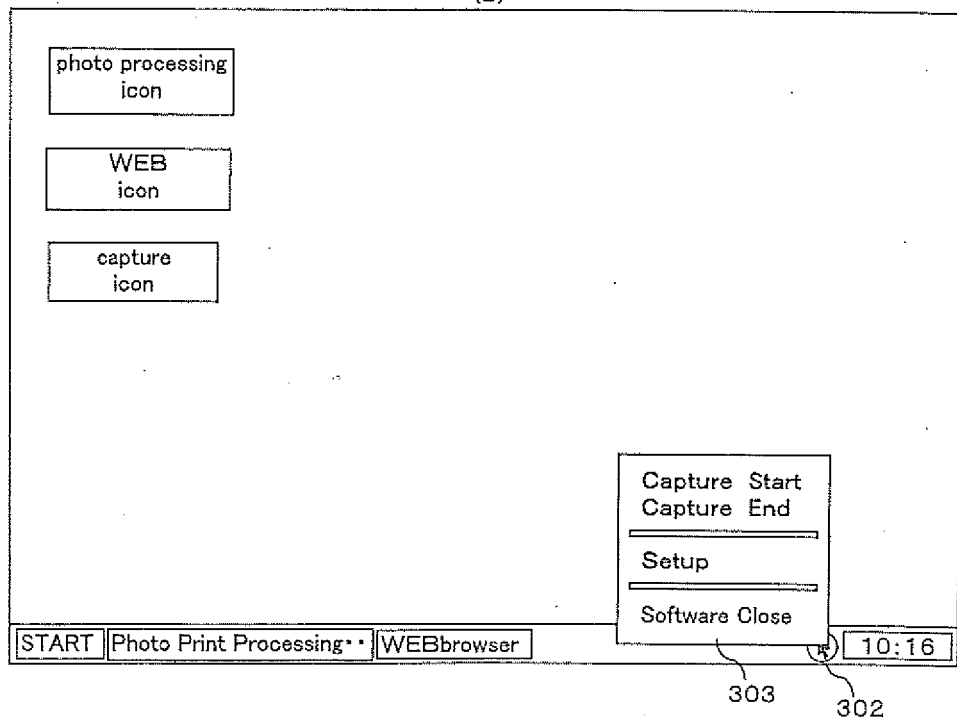 photo processing
icon
WEB
icon
capture
icon
Capture Start
Capture End
Setup
Software Close
START Photo Print Processing・・ WEBbrowser 10:16
303
302